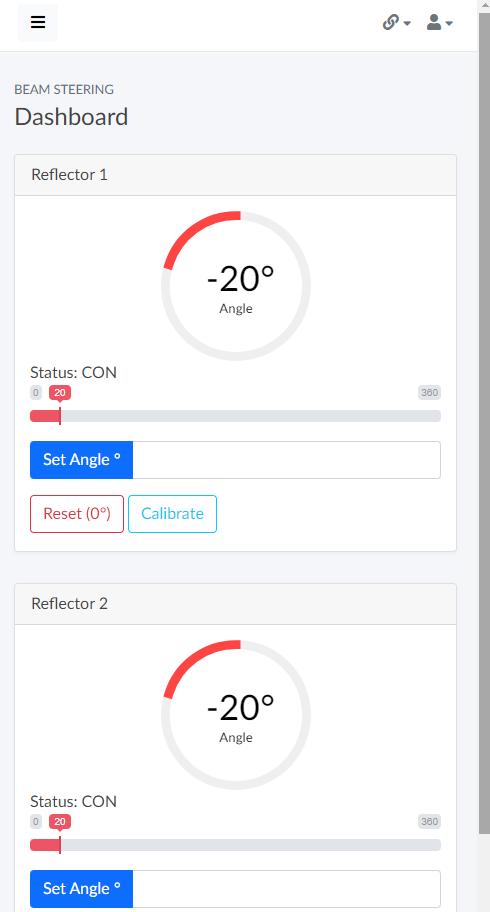 BEAM STEERING
Dashboard
Reflector 1
-20°
Angle
Status: CON
0 20 360
Set Angle °
Reset (0°) Calibrate
Reflector 2
-20°
Angle
Status: CON
0 20 360
Set Angle °